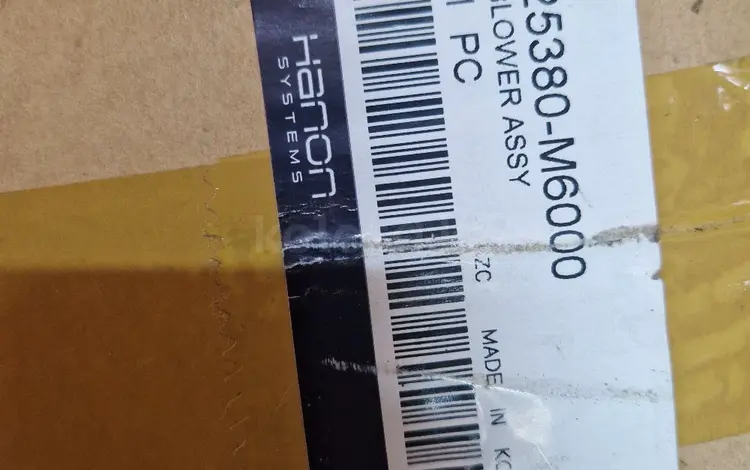 HANON
SYSTEMS
25380-M6000
BLOWER ASSY
1 PC
ZC MADE IN KO